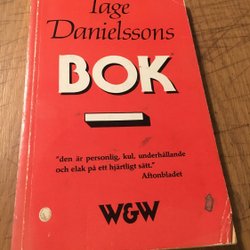 Tage
Danielssons
BOK
"den är personlig, kul, underhållande
och elak på ett hjärtligt sätt."
Aftonbladet
W&W